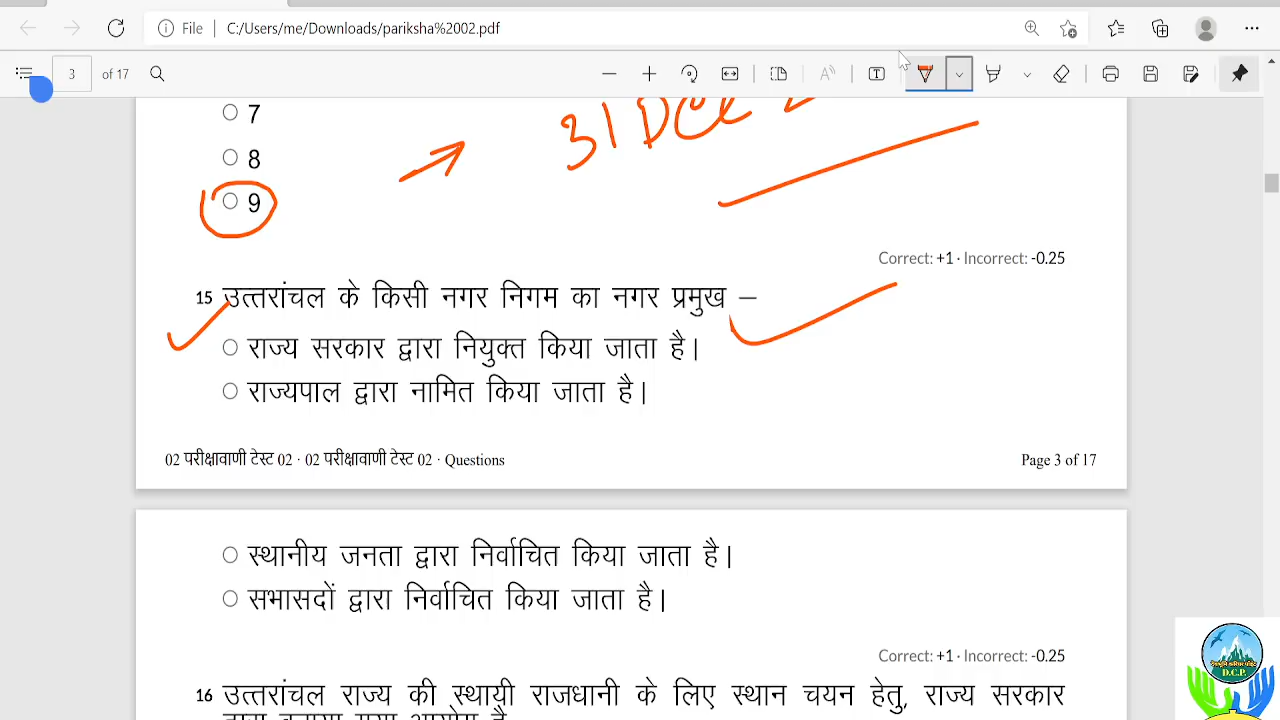 File C:/Users/me/Downloads/pariksha%2002.pdf
3 of 17
7
31 Dec
8
9
Correct: +1 · Incorrect: -0.25
15 उत्तरांचल के किसी नगर निगम का नगर प्रमुख –
राज्य सरकार द्वारा नियुक्त किया जाता है।
राज्यपाल द्वारा नामित किया जाता है।
02 परीक्षावाणी टेस्ट 02 · 02 परीक्षावाणी टेस्ट 02 · Questions Page 3 of 17
स्थानीय जनता द्वारा निर्वाचित किया जाता है।
सभासदों द्वारा निर्वाचित किया जाता है।
Correct: +1 · Incorrect: -0.25
16 उत्तरांचल राज्य की स्थायी राजधानी के लिए स्थान चयन हेतु, राज्य सरकार
D.C.P.